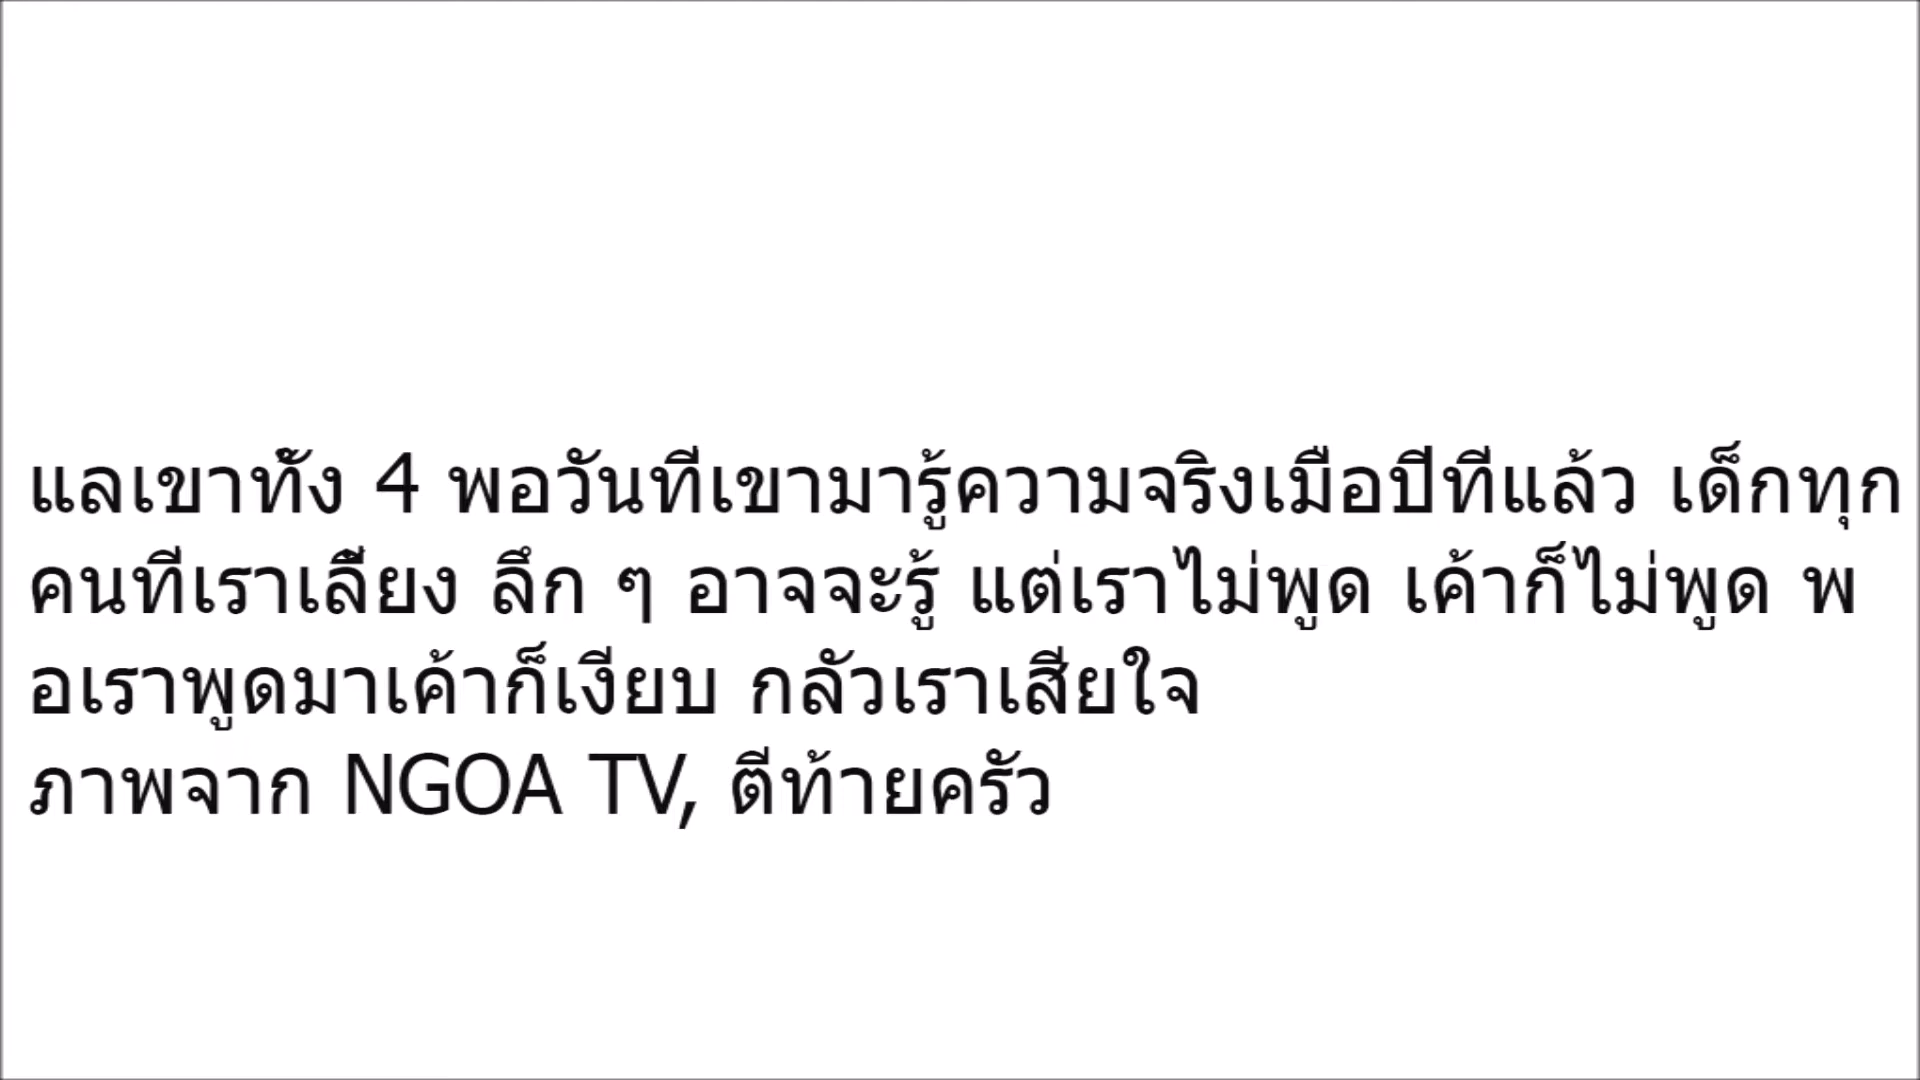 แลเขาทั้ง 4 พอวันที่เขามารู้ความจริงเมื่อปีที่แล้ว เด็กทุก
คนที่เราเลี้ยง ลึก ๆ อาจจะรู้ แต่เราไม่พูด เค้าก็ไม่พูด พ
อเราพูดมาเค้าก็เงียบ กลัวเราเสียใจ
ภาพจาก NGOA TV, ตีท้ายครัว